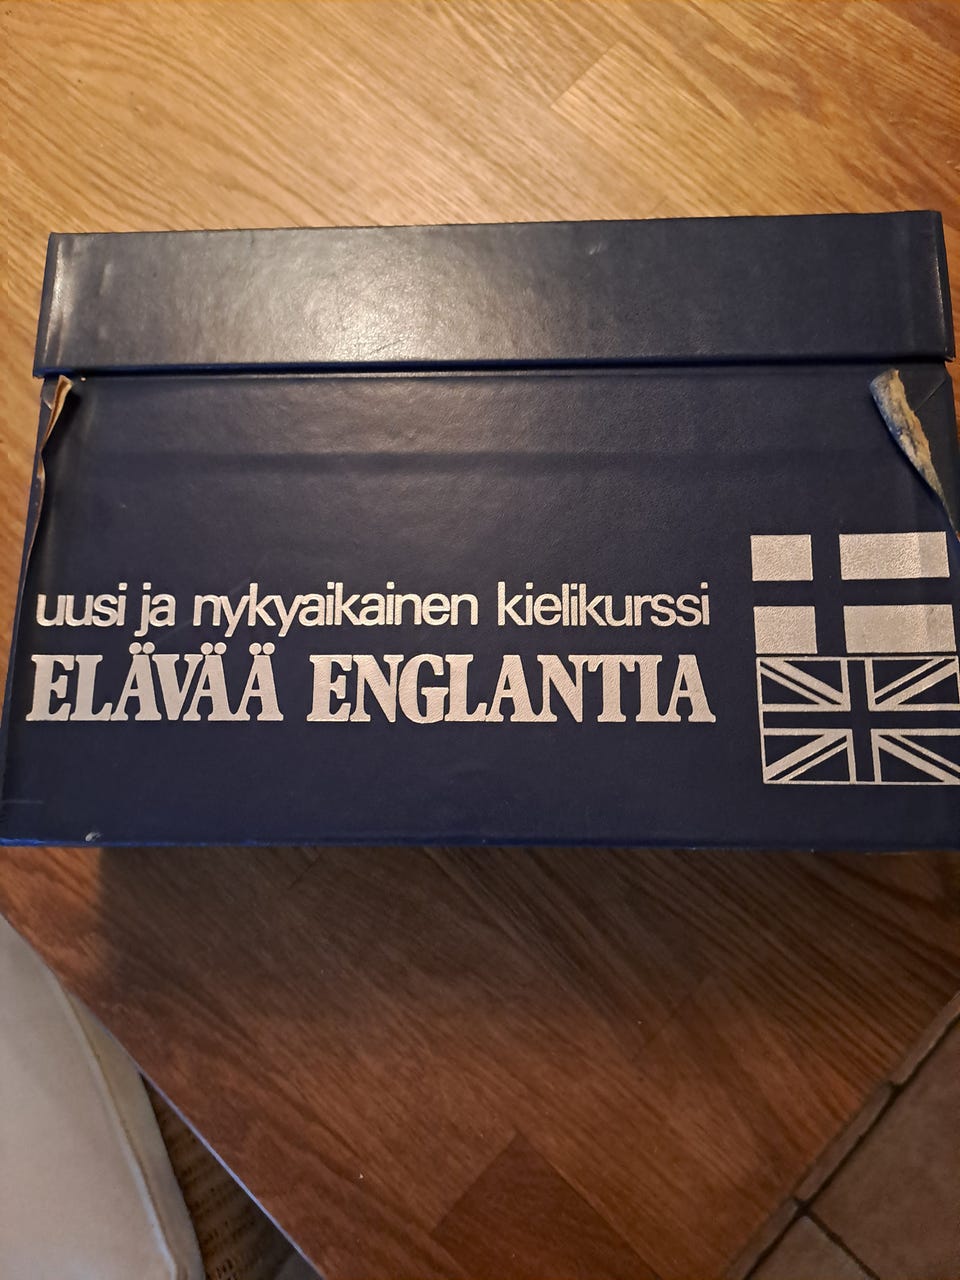 uusi ja nykyaikainen kielikurssi
ELÄVÄÄ ENGLANTIA